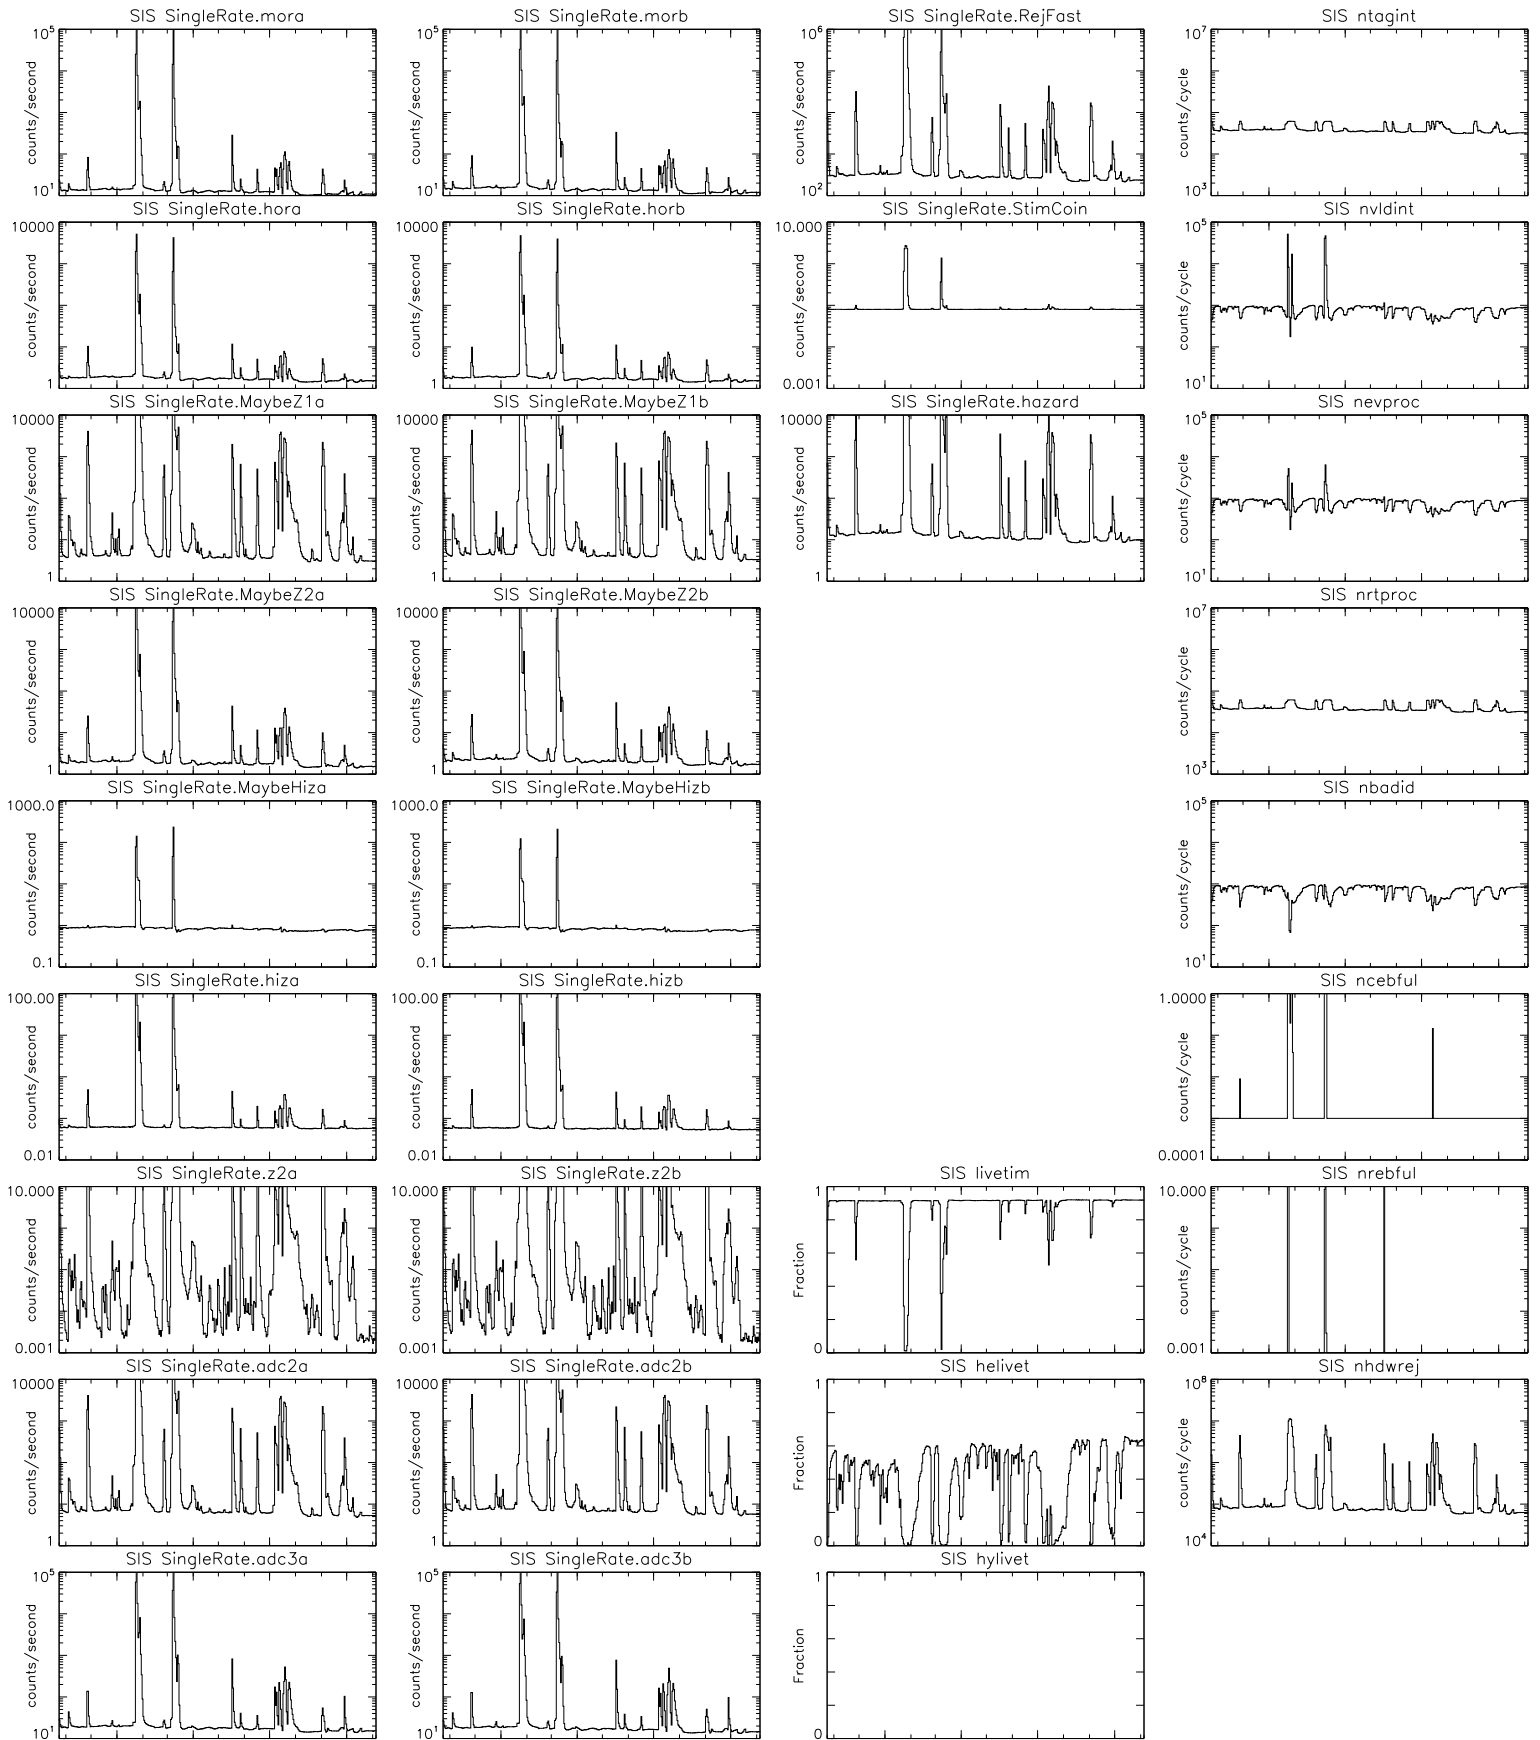 SIS SingleRate.mora
SIS SingleRate.morb
SIS SingleRate.RejFast
SIS ntagint
10^5
counts/second
10^1
10^5
counts/second
10^1
10^6
counts/second
10^2
10^7
counts/cycle
10^3
SIS SingleRate.hora
SIS SingleRate.horb
SIS SingleRate.StimCoin
SIS nvldint
10000
counts/second
1
10000
counts/second
1
10.000
counts/second
0.001
10^5
counts/cycle
10^1
SIS SingleRate.MaybeZ1a
SIS SingleRate.MaybeZ1b
SIS SingleRate.hazard
SIS nevproc
10000
counts/second
1
10000
counts/second
1
10000
counts/second
1
10^5
counts/cycle
10^1
SIS SingleRate.MaybeZ2a
SIS SingleRate.MaybeZ2b
SIS nrtproc
10000
counts/second
1
10000
counts/second
1
10^7
counts/cycle
10^3
SIS SingleRate.MaybeHiza
SIS SingleRate.MaybeHizb
SIS nbadid
1000.0
counts/second
0.1
1000.0
counts/second
0.1
10^5
counts/cycle
10^1
SIS SingleRate.hiza
SIS SingleRate.hizb
SIS ncebful
100.00
counts/second
0.01
100.00
counts/second
0.01
1.0000
counts/cycle
0.0001
SIS SingleRate.z2a
SIS SingleRate.z2b
SIS livetim
SIS nrebful
10.000
counts/second
0.001
10.000
counts/second
0.001
1
Fraction
0
10.000
counts/cycle
0.001
SIS SingleRate.adc2a
SIS SingleRate.adc2b
SIS helivet
SIS nhdwrej
10000
counts/second
1
10000
counts/second
1
1
Fraction
0
10^8
counts/cycle
10^4
SIS SingleRate.adc3a
SIS SingleRate.adc3b
SIS hylivet
10^5
counts/second
10^1
10^5
counts/second
10^1
1
Fraction
0